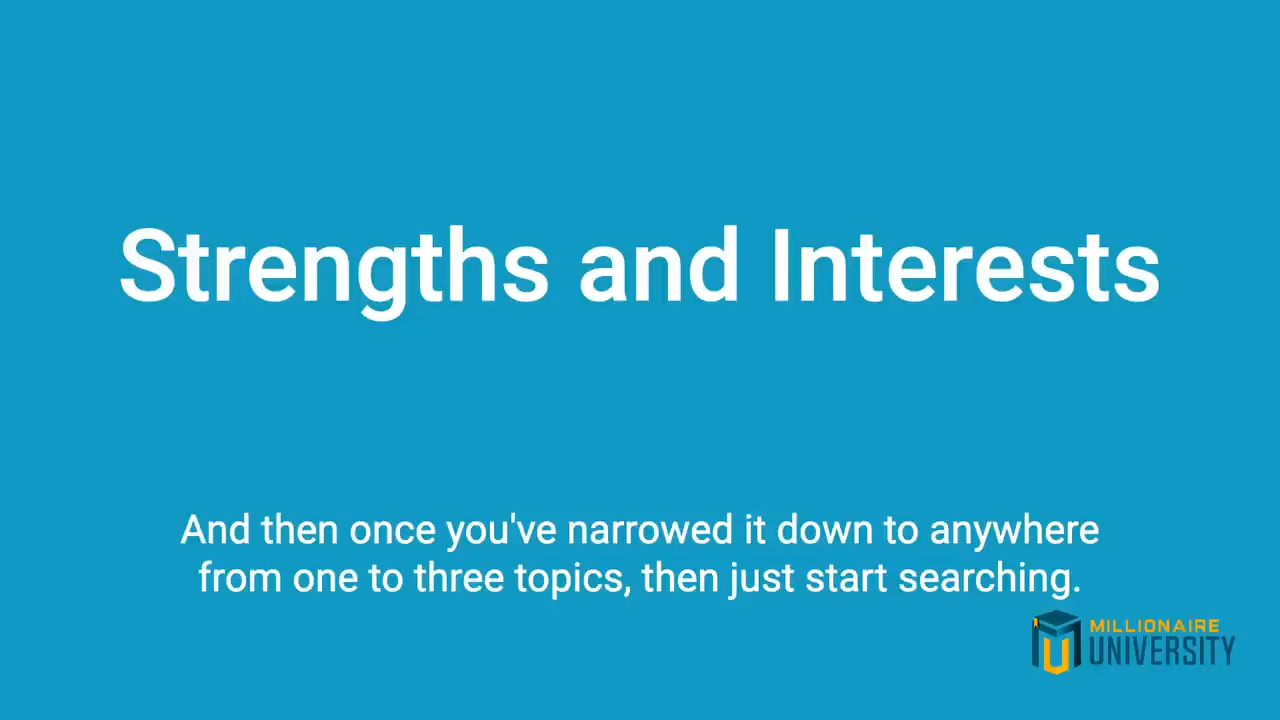 Strengths and Interests
And then once you've narrowed it down to anywhere
from one to three topics, then just start searching.
MILLIONAIRE
UNIVERSITY